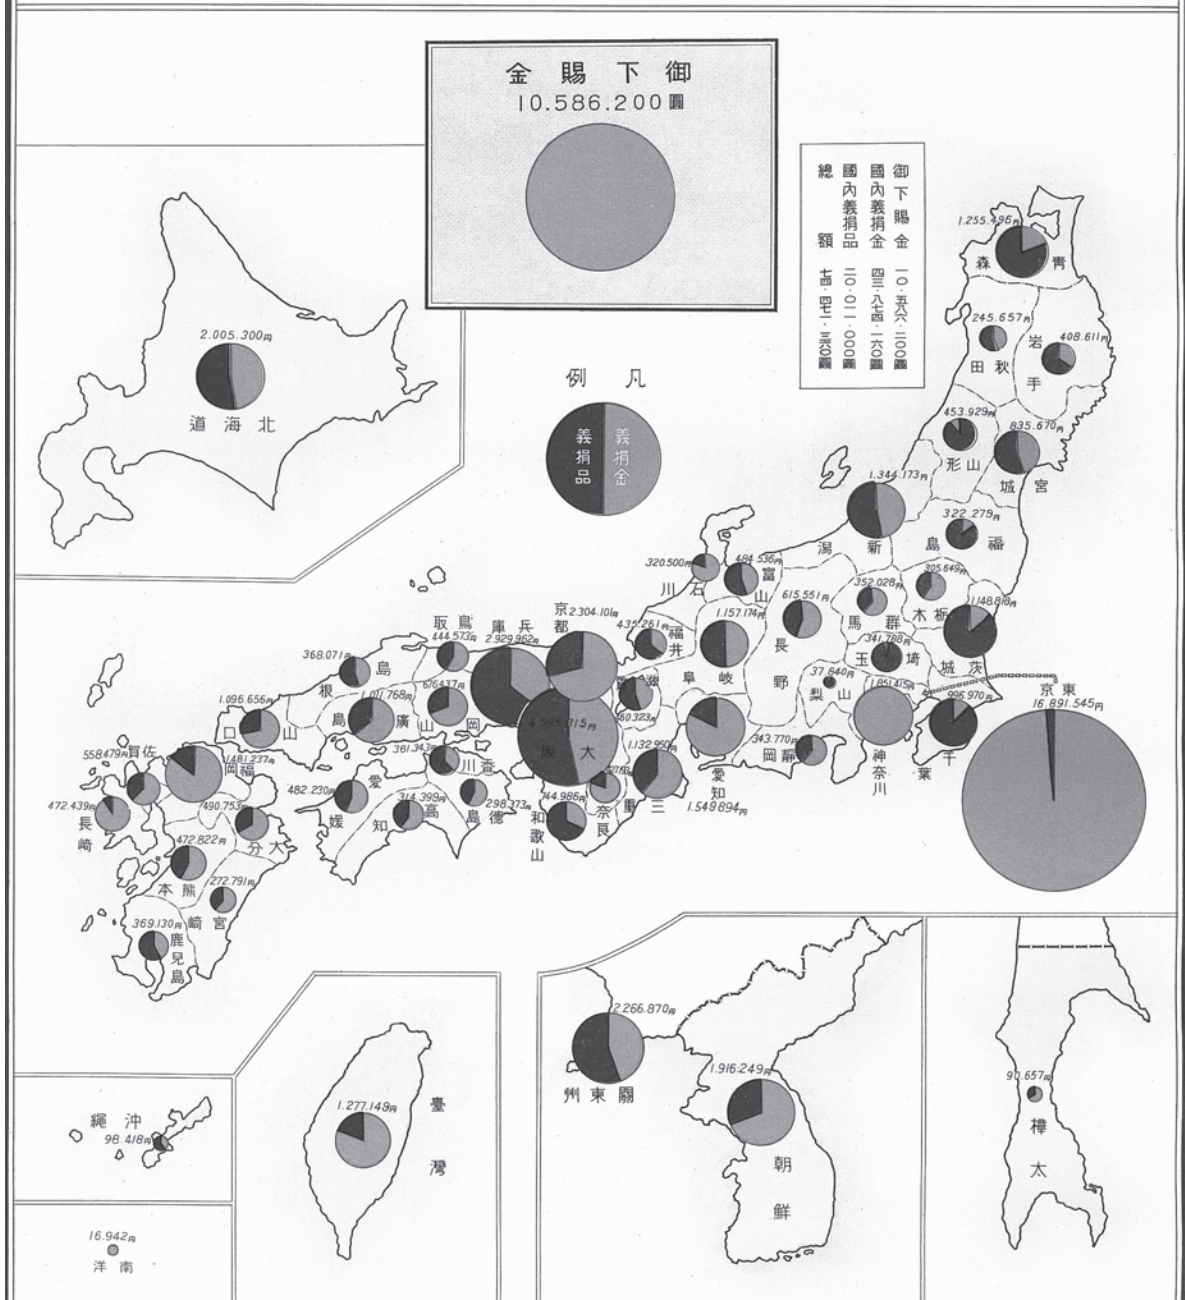 金賜下御
10.586.200圓
御下賜金 一〇・五八六・二〇〇圓
國內義捐金 四三・八七四・一六〇圓
國內義捐品 二〇・〇一一・〇〇〇圓
總額 七四・四七一・三六〇圓
例凡
義捐金
義捐品
2.005.300円
道海北
1.255.496円
森青
245.657円
田秋
408.611円
岩手
453.929円
形山
835.670円
城宮
1.344.173円
潟新
322.279円
島福
320.500円
川石
484.536円
富山
615.551円
長野
352.028円
馬群
305.649円
木栃
1.148.818円
城茨
341.788円
玉埼
37.840円
梨山
1.851.415円
神奈川
996.970円
千葉
京東
16.891.545円
435.261円
福井
1.157.174円
阜岐
343.770円
岡靜
愛知
1.549.894円
1.132.950円
重三
滋
460.323円
京都
2.304.101円
庫兵
2.929.962円
4.585.315円
阪大
奈良
744.986円
和歌山
取鳥
444.573円
368.071円
島根
676.437円
山岡
1.011.768円
島廣
1.096.656円
口山
361.343円
川香
298.373円
島德
482.230円
愛媛
314.398円
高知
1.481.237円
岡福
558.479円
賀佐
472.439円
長崎
490.753円
分大
472.822円
本熊
272.791円
崎宮
369.130円
鹿兒島
繩沖
98.418円
16.942円
洋南
1.277.149円
臺灣
2.266.870円
州東關
1.916.249円
朝鮮
90.657円
樺太